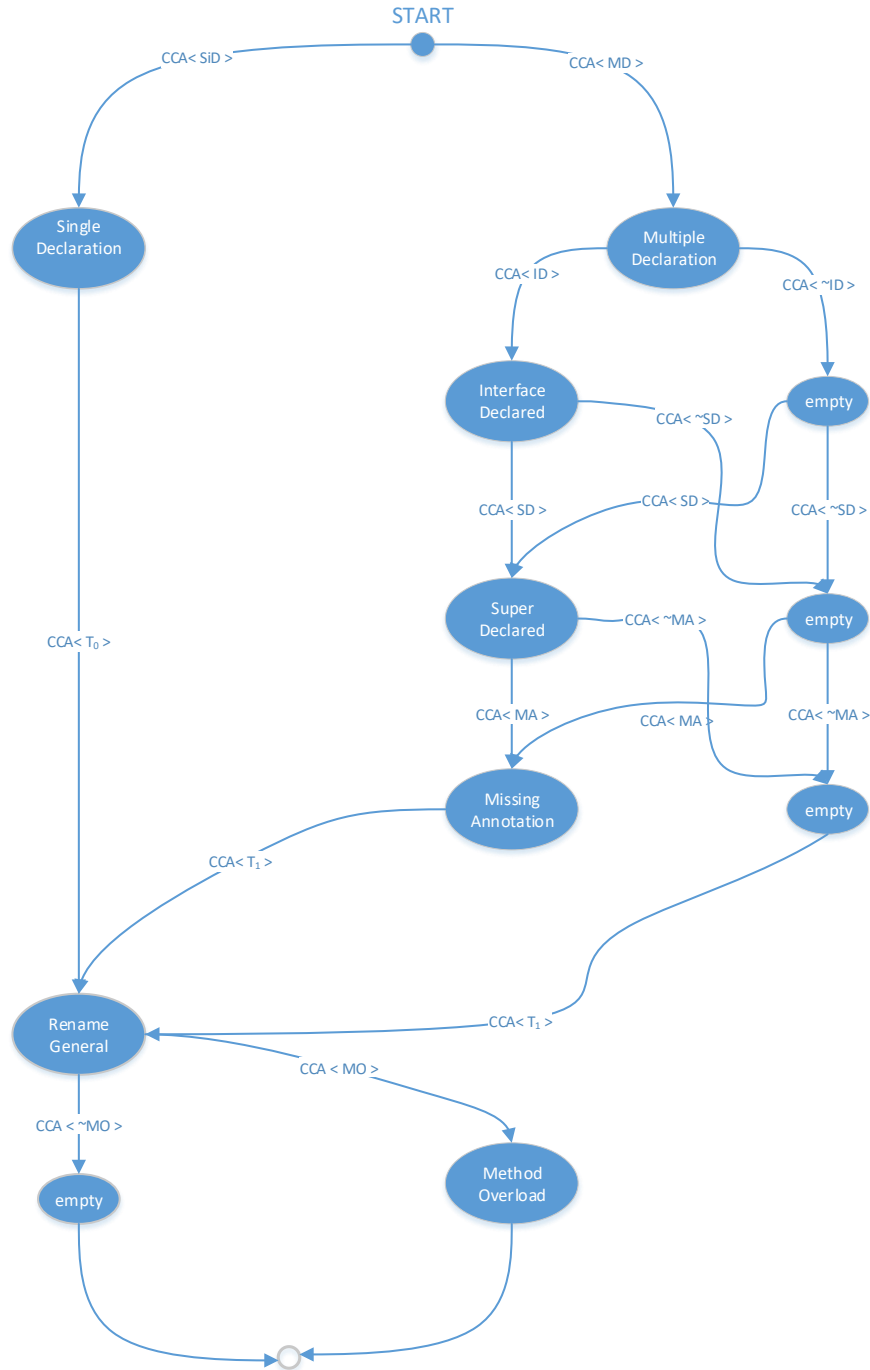 START
CCA< SiD >
CCA< MD >
Single
Declaration
Multiple
Declaration
CCA< ID >
CCA< ~ID >
Interface
Declared
empty
CCA< ~SD >
CCA< SD >
CCA< SD >
CCA< ~SD >
Super
Declared
empty
CCA< ~MA >
CCA< T₀ >
CCA< MA >
CCA< MA >
CCA< ~MA >
Missing
Annotation
empty
CCA< T₁ >
CCA< T₁ >
Rename
General
CCA < MO >
CCA < ~MO >
Method
Overload
empty